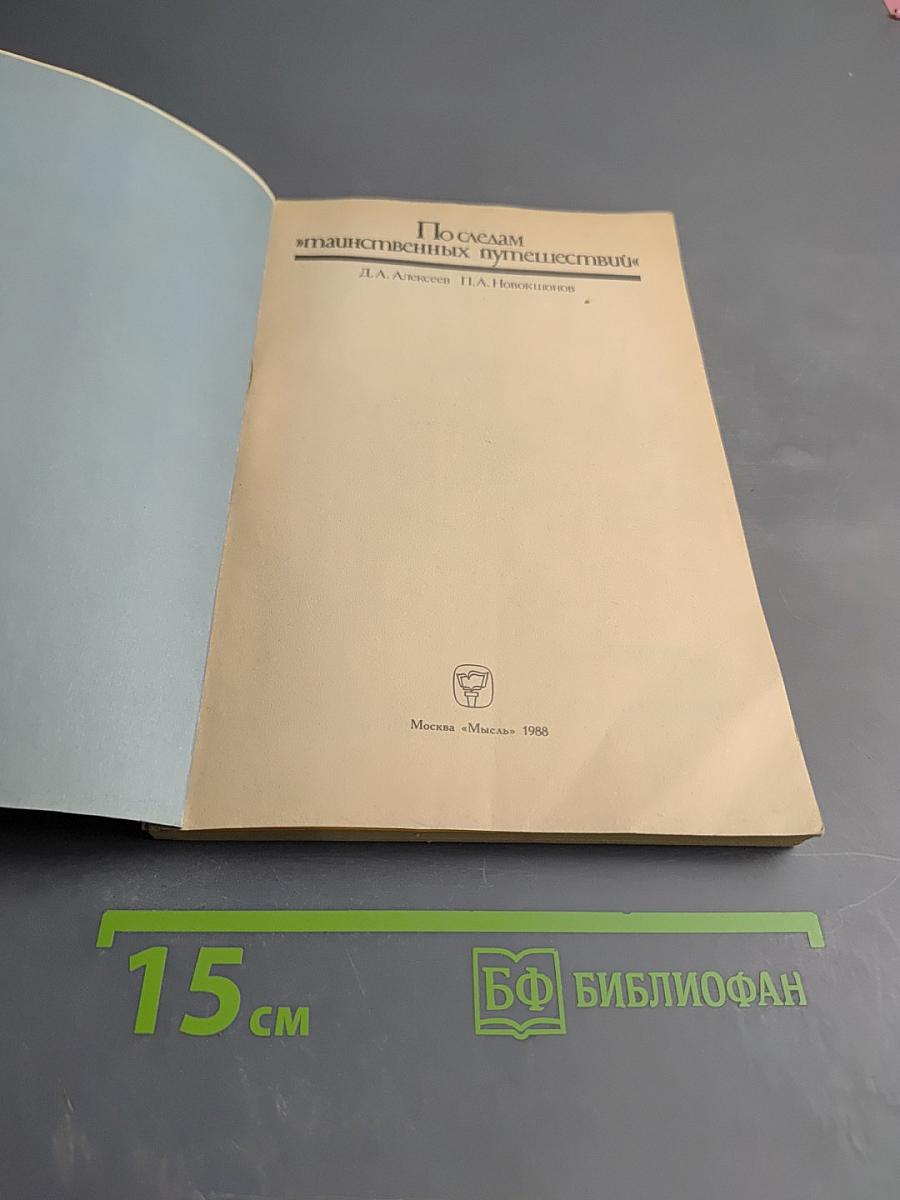 По следам
»таинственных путешествий«
Д. А. Алексеев П. А. Новокшонов
Москва «Мысль» 1988
15 см
БФ БИБЛИОФАН